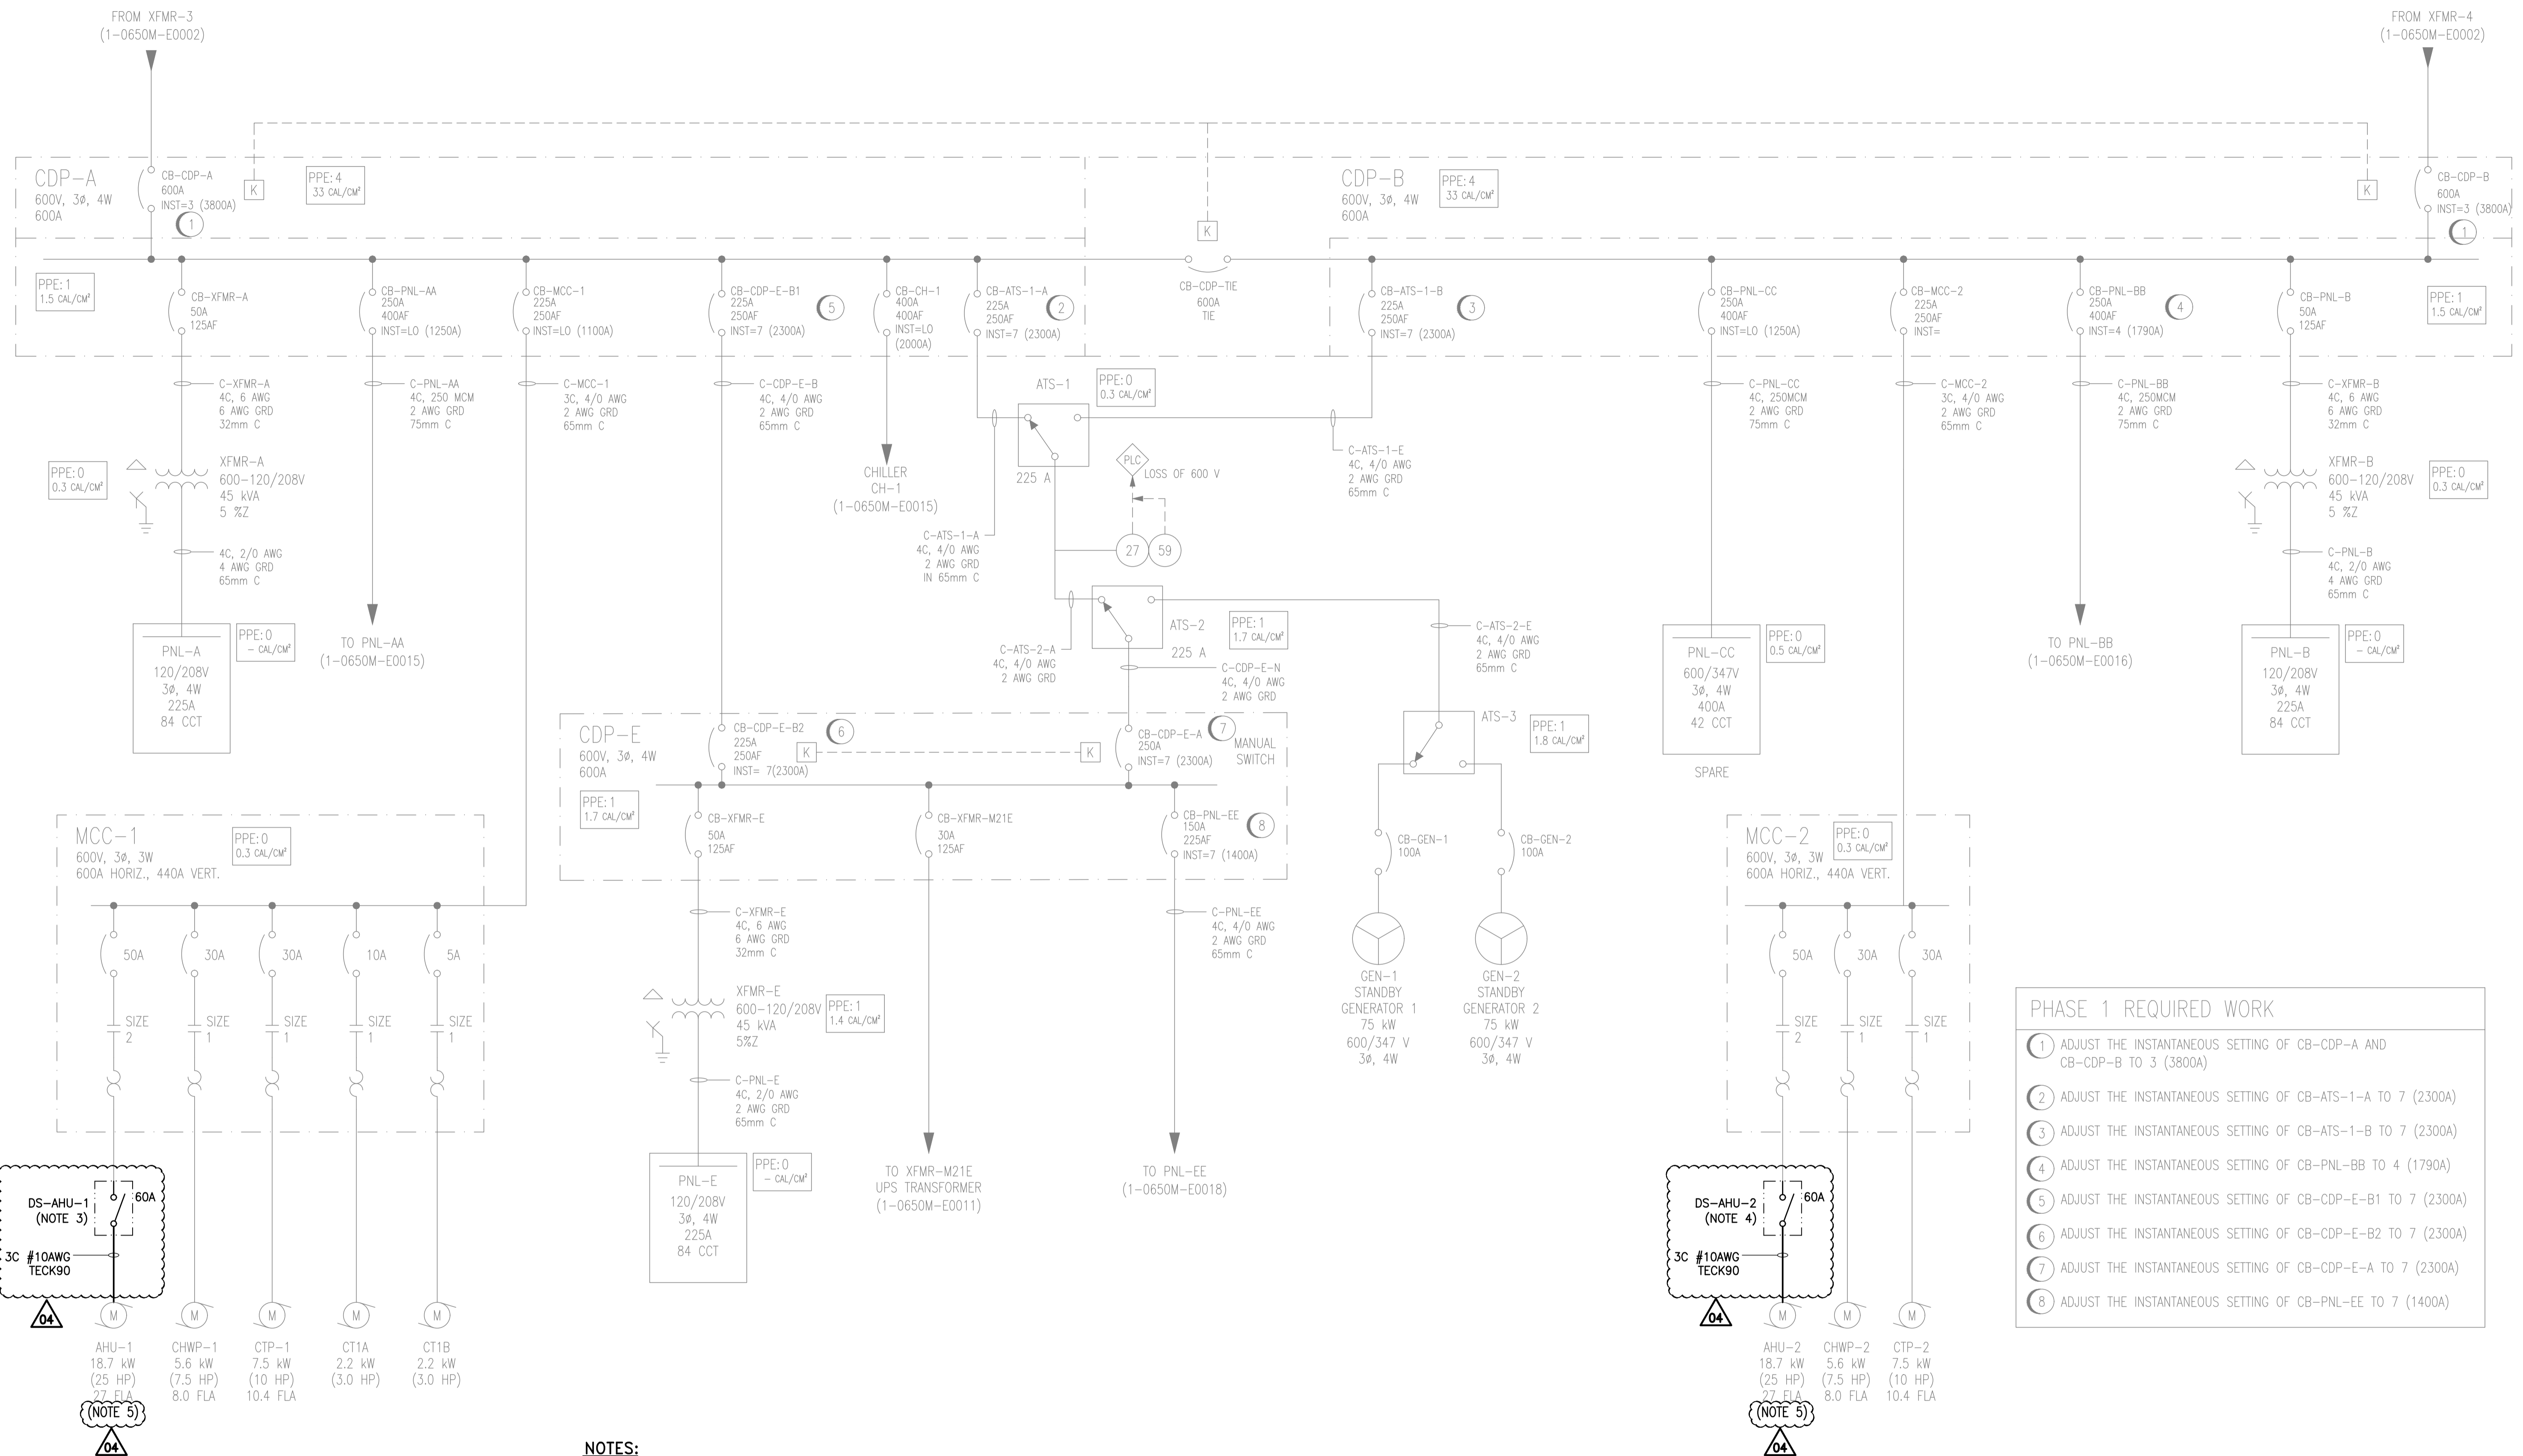 FROM XFMR-3
(1-0650M-E0002)
FROM XFMR-4
(1-0650M-E0002)
CDP-A
600V, 3ø, 4W
600A
CB-CDP-A
600A
INST=3 (3800A)
1
K
PPE: 4
33 CAL/CM²
K
CDP-B
600V, 3ø, 4W
600A
PPE: 4
33 CAL/CM²
K
CB-CDP-B
600A
INST=3 (3800A)
1
PPE: 1
1.5 CAL/CM²
CB-XFMR-A
50A
125AF
CB-PNL-AA
250A
400AF
INST=LO (1250A)
CB-MCC-1
225A
250AF
INST=LO (1100A)
CB-CDP-E-B1
225A
250AF
INST=7 (2300A)
5
CB-CH-1
400A
400AF
INST=LO
(2000A)
CB-ATS-1-A
225A
250AF
INST=7 (2300A)
2
CB-CDP-TIE
600A
TIE
CB-ATS-1-B
225A
250AF
INST=7 (2300A)
3
CB-PNL-CC
250A
400AF
INST=LO (1250A)
CB-MCC-2
225A
250AF
INST=
CB-PNL-BB
250A
400AF
INST=4 (1790A)
4
CB-PNL-B
50A
125AF
PPE: 1
1.5 CAL/CM²
C-XFMR-A
4C, 6 AWG
6 AWG GRD
32mm C
C-PNL-AA
4C, 250 MCM
2 AWG GRD
75mm C
C-MCC-1
3C, 4/0 AWG
2 AWG GRD
65mm C
C-CDP-E-B
4C, 4/0 AWG
2 AWG GRD
65mm C
CHILLER
CH-1
(1-0650M-E0015)
ATS-1
PPE: 0
0.3 CAL/CM²
225 A
PLC
LOSS OF 600 V
27
59
C-ATS-1-A
4C, 4/0 AWG
2 AWG GRD
IN 65mm C
C-ATS-1-E
4C, 4/0 AWG
2 AWG GRD
65mm C
C-PNL-CC
4C, 250MCM
2 AWG GRD
75mm C
C-MCC-2
3C, 4/0 AWG
2 AWG GRD
65mm C
C-PNL-BB
4C, 250MCM
2 AWG GRD
75mm C
C-XFMR-B
4C, 6 AWG
6 AWG GRD
32mm C
PPE: 0
0.3 CAL/CM²
XFMR-A
600-120/208V
45 kVA
5 %Z
4C, 2/0 AWG
4 AWG GRD
65mm C
XFMR-B
600-120/208V
45 kVA
5 %Z
PPE: 0
0.3 CAL/CM²
C-PNL-B
4C, 2/0 AWG
4 AWG GRD
65mm C
PNL-A
120/208V
3ø, 4W
225A
84 CCT
PPE: 0
- CAL/CM²
TO PNL-AA
(1-0650M-E0015)
C-ATS-2-A
4C, 4/0 AWG
2 AWG GRD
ATS-2
225 A
PPE: 1
1.7 CAL/CM²
C-CDP-E-N
4C, 4/0 AWG
2 AWG GRD
C-ATS-2-E
4C, 4/0 AWG
2 AWG GRD
65mm C
PNL-CC
600/347V
3ø, 4W
400A
42 CCT
SPARE
PPE: 0
0.5 CAL/CM²
TO PNL-BB
(1-0650M-E0016)
PNL-B
120/208V
3ø, 4W
225A
84 CCT
PPE: 0
- CAL/CM²
CDP-E
600V, 3ø, 4W
600A
CB-CDP-E-B2
225A
250AF
INST= 7(2300A)
6
K
K
CB-CDP-E-A
250A
INST=7 (2300A)
7
MANUAL
SWITCH
ATS-3
PPE: 1
1.8 CAL/CM²
PPE: 1
1.7 CAL/CM²
CB-XFMR-E
50A
125AF
CB-XFMR-M21E
30A
125AF
CB-PNL-EE
150A
225AF
INST=7 (1400A)
8
CB-GEN-1
100A
CB-GEN-2
100A
GEN-1
STANDBY
GENERATOR 1
75 kW
600/347 V
3ø, 4W
GEN-2
STANDBY
GENERATOR 2
75 kW
600/347 V
3ø, 4W
C-XFMR-E
4C, 6 AWG
6 AWG GRD
32mm C
XFMR-E
600-120/208V
45 kVA
5%Z
PPE: 1
1.4 CAL/CM²
C-PNL-E
4C, 2/0 AWG
2 AWG GRD
65mm C
C-PNL-EE
4C, 4/0 AWG
2 AWG GRD
65mm C
PNL-E
120/208V
3ø, 4W
225A
84 CCT
PPE: 0
- CAL/CM²
TO XFMR-M21E
UPS TRANSFORMER
(1-0650M-E0011)
TO PNL-EE
(1-0650M-E0018)
MCC-1
600V, 3ø, 3W
600A HORIZ., 440A VERT.
PPE: 0
0.3 CAL/CM²
50A
30A
30A
10A
5A
SIZE
2
SIZE
1
SIZE
1
SIZE
1
SIZE
1
DS-AHU-1
(NOTE 3)
60A
3C #10AWG
TECK90
04
M
M
M
M
M
AHU-1
18.7 kW
(25 HP)
27 FLA
(NOTE 5)
04
CHWP-1
5.6 kW
(7.5 HP)
8.0 FLA
CTP-1
7.5 kW
(10 HP)
10.4 FLA
CT1A
2.2 kW
(3.0 HP)
CT1B
2.2 kW
(3.0 HP)
MCC-2
600V, 3ø, 3W
600A HORIZ., 440A VERT.
PPE: 0
0.3 CAL/CM²
50A
30A
30A
SIZE
2
SIZE
1
SIZE
1
DS-AHU-2
(NOTE 4)
60A
3C #10AWG
TECK90
04
M
M
M
AHU-2
18.7 kW
(25 HP)
27 FLA
(NOTE 5)
04
CHWP-2
5.6 kW
(7.5 HP)
8.0 FLA
CTP-2
7.5 kW
(10 HP)
10.4 FLA
PHASE 1 REQUIRED WORK
1 ADJUST THE INSTANTANEOUS SETTING OF CB-CDP-A AND
CB-CDP-B TO 3 (3800A)
2 ADJUST THE INSTANTANEOUS SETTING OF CB-ATS-1-A TO 7 (2300A)
3 ADJUST THE INSTANTANEOUS SETTING OF CB-ATS-1-B TO 7 (2300A)
4 ADJUST THE INSTANTANEOUS SETTING OF CB-PNL-BB TO 4 (1790A)
5 ADJUST THE INSTANTANEOUS SETTING OF CB-CDP-E-B1 TO 7 (2300A)
6 ADJUST THE INSTANTANEOUS SETTING OF CB-CDP-E-B2 TO 7 (2300A)
7 ADJUST THE INSTANTANEOUS SETTING OF CB-CDP-E-A TO 7 (2300A)
8 ADJUST THE INSTANTANEOUS SETTING OF CB-PNL-EE TO 7 (1400A)
NOTES: